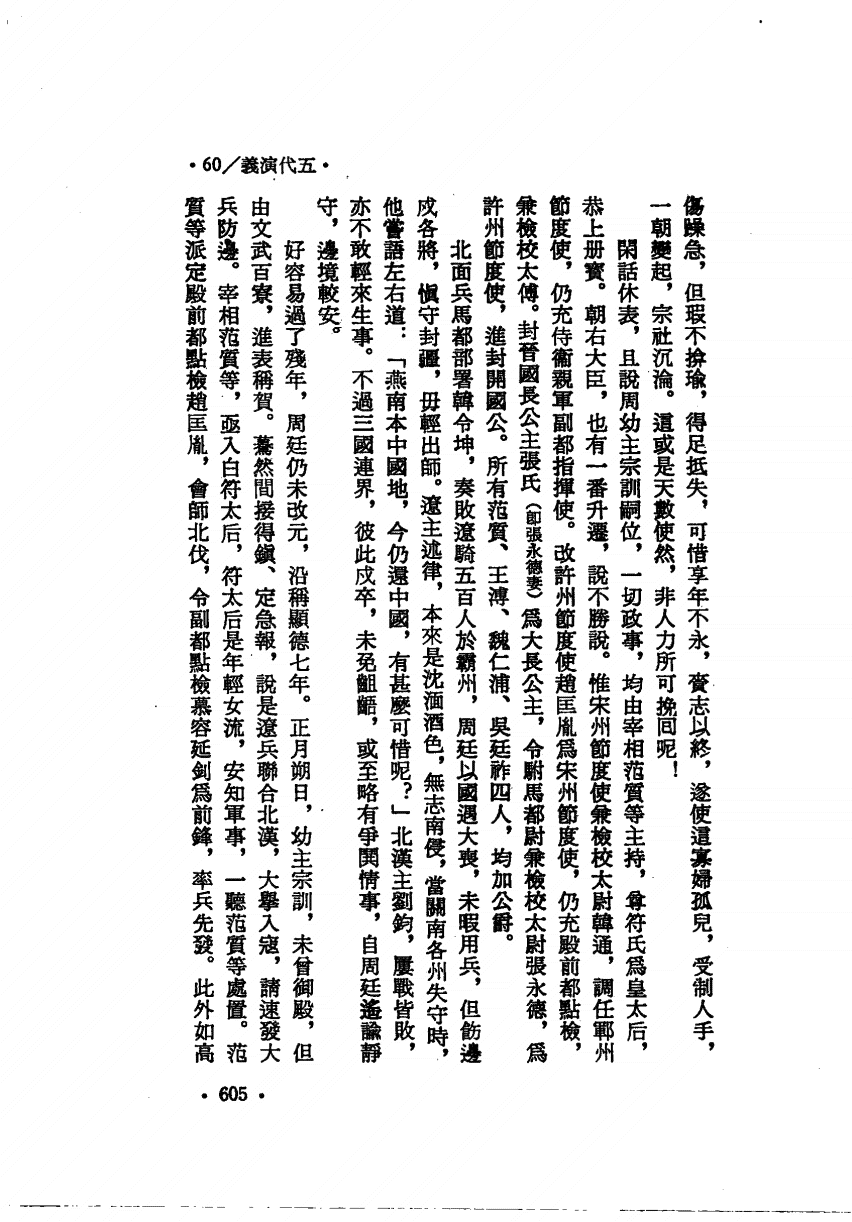 •60／義演代五•
傷躁急，但瑕不掩瑜，得足抵失，可惜享年不永，齎志以終，遂使這寡婦孤兒，受制人手，
一朝變起，宗社沉淪。這或是天數使然，非人力所可挽回呢！
閑話休表，且說周幼主宗訓嗣位，一切政事，均由宰相范質等主持，尊符氏爲皇太后，
恭上册寶。朝右大臣，也有一番升遷，說不勝說。惟宋州節度使兼檢校太尉韓通，調任鄆州
節度使，仍充侍衞親軍副都指揮使。改許州節度使趙匡胤爲宋州節度使，仍充殿前都點檢，
兼檢校太傅。封晉國長公主張氏（卽張永德妻）爲大長公主，令駙馬都尉兼檢校太尉張永德，爲
許州節度使，進封開國公。所有范質、王溥、魏仁浦、吳廷祚四人，均加公爵。
北面兵馬都部署韓令坤，奏敗遼騎五百人於霸州，周廷以國遇大喪，未暇用兵，但飭邊
戍各將，愼守封疆，毋輕出師。遼主述律，本來是沈湎酒色，無志南侵，當關南各州失守時，
他嘗語左右道：「燕南本中國地，今仍還中國，有甚麼可惜呢？」北漢主劉鈞，屢戰皆敗，
亦不敢輕來生事。不過三國連界，彼此戍卒，未免齟齬，或至略有爭鬨情事，自周廷遙諭靜
守，邊境較安。
好容易過了殘年，周廷仍未改元，沿稱顯德七年。正月朔日，幼主宗訓，未曾御殿，但
由文武百寮，進表稱賀。驀然間接得鎭、定急報，說是遼兵聯合北漢，大擧入寇，請速發大
兵防邊。宰相范質等，亟入白符太后，符太后是年輕女流，安知軍事，一聽范質等處置。范
質等派定殿前都點檢趙匡胤，會師北伐，令副都點檢慕容延釗爲前鋒，率兵先發。此外如高
•605•